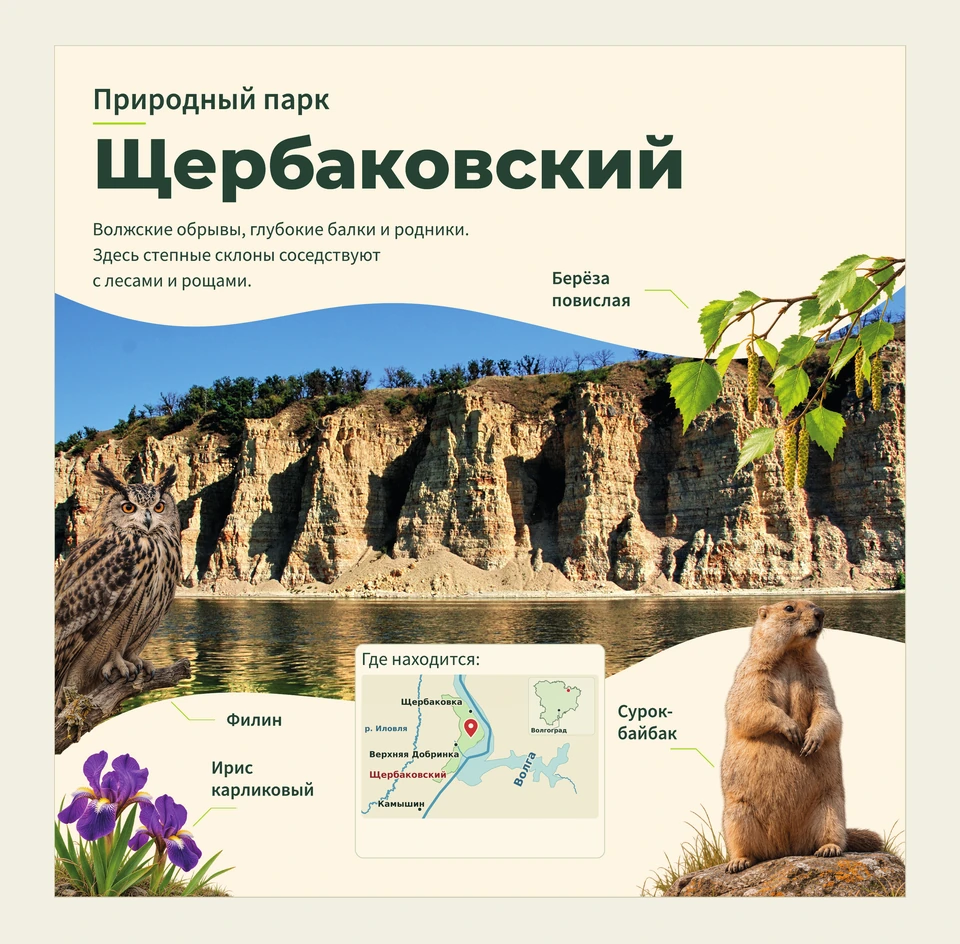 Природный парк
Щербаковский
Волжские обрывы, глубокие балки и родники.
Здесь степные склоны соседствуют
с лесами и рощами.
Берёза
повислая
Где находится:
Щербаковка
р. Иловля
Волгоград
Верхняя Добринка
Щербаковский
Волга
Камышин
Филин
Ирис
карликовый
Сурок-
байбак